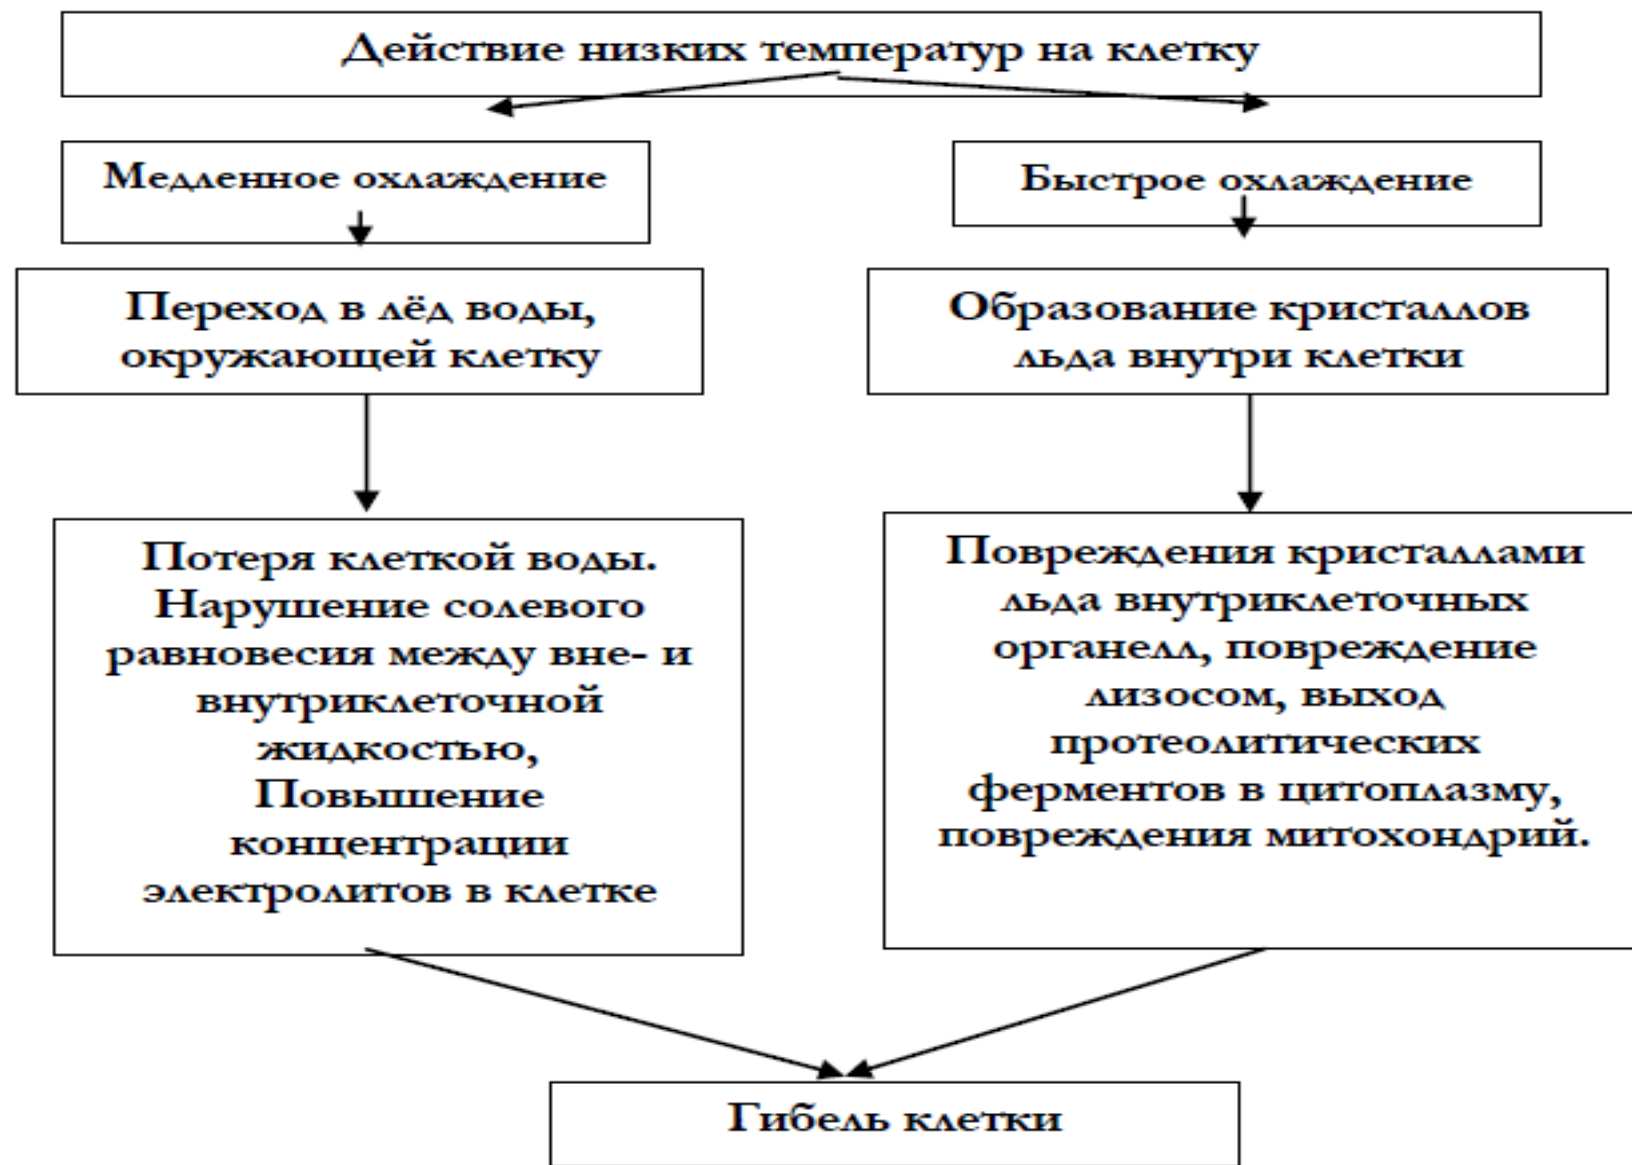 Действие низких температур на клетку
Медленное охлаждение
Быстрое охлаждение
Переход в лёд воды,
окружающей клетку
Образование кристаллов
льда внутри клетки
Потеря клеткой воды.
Нарушение солевого
равновесия между вне- и
внутриклеточной
жидкостью,
Повышение
концентрации
электролитов в клетке
Повреждения кристаллами
льда внутриклеточных
органелл, повреждение
лизосом, выход
протеолитических
ферментов в цитоплазму,
повреждения митохондрий.
Гибель клетки